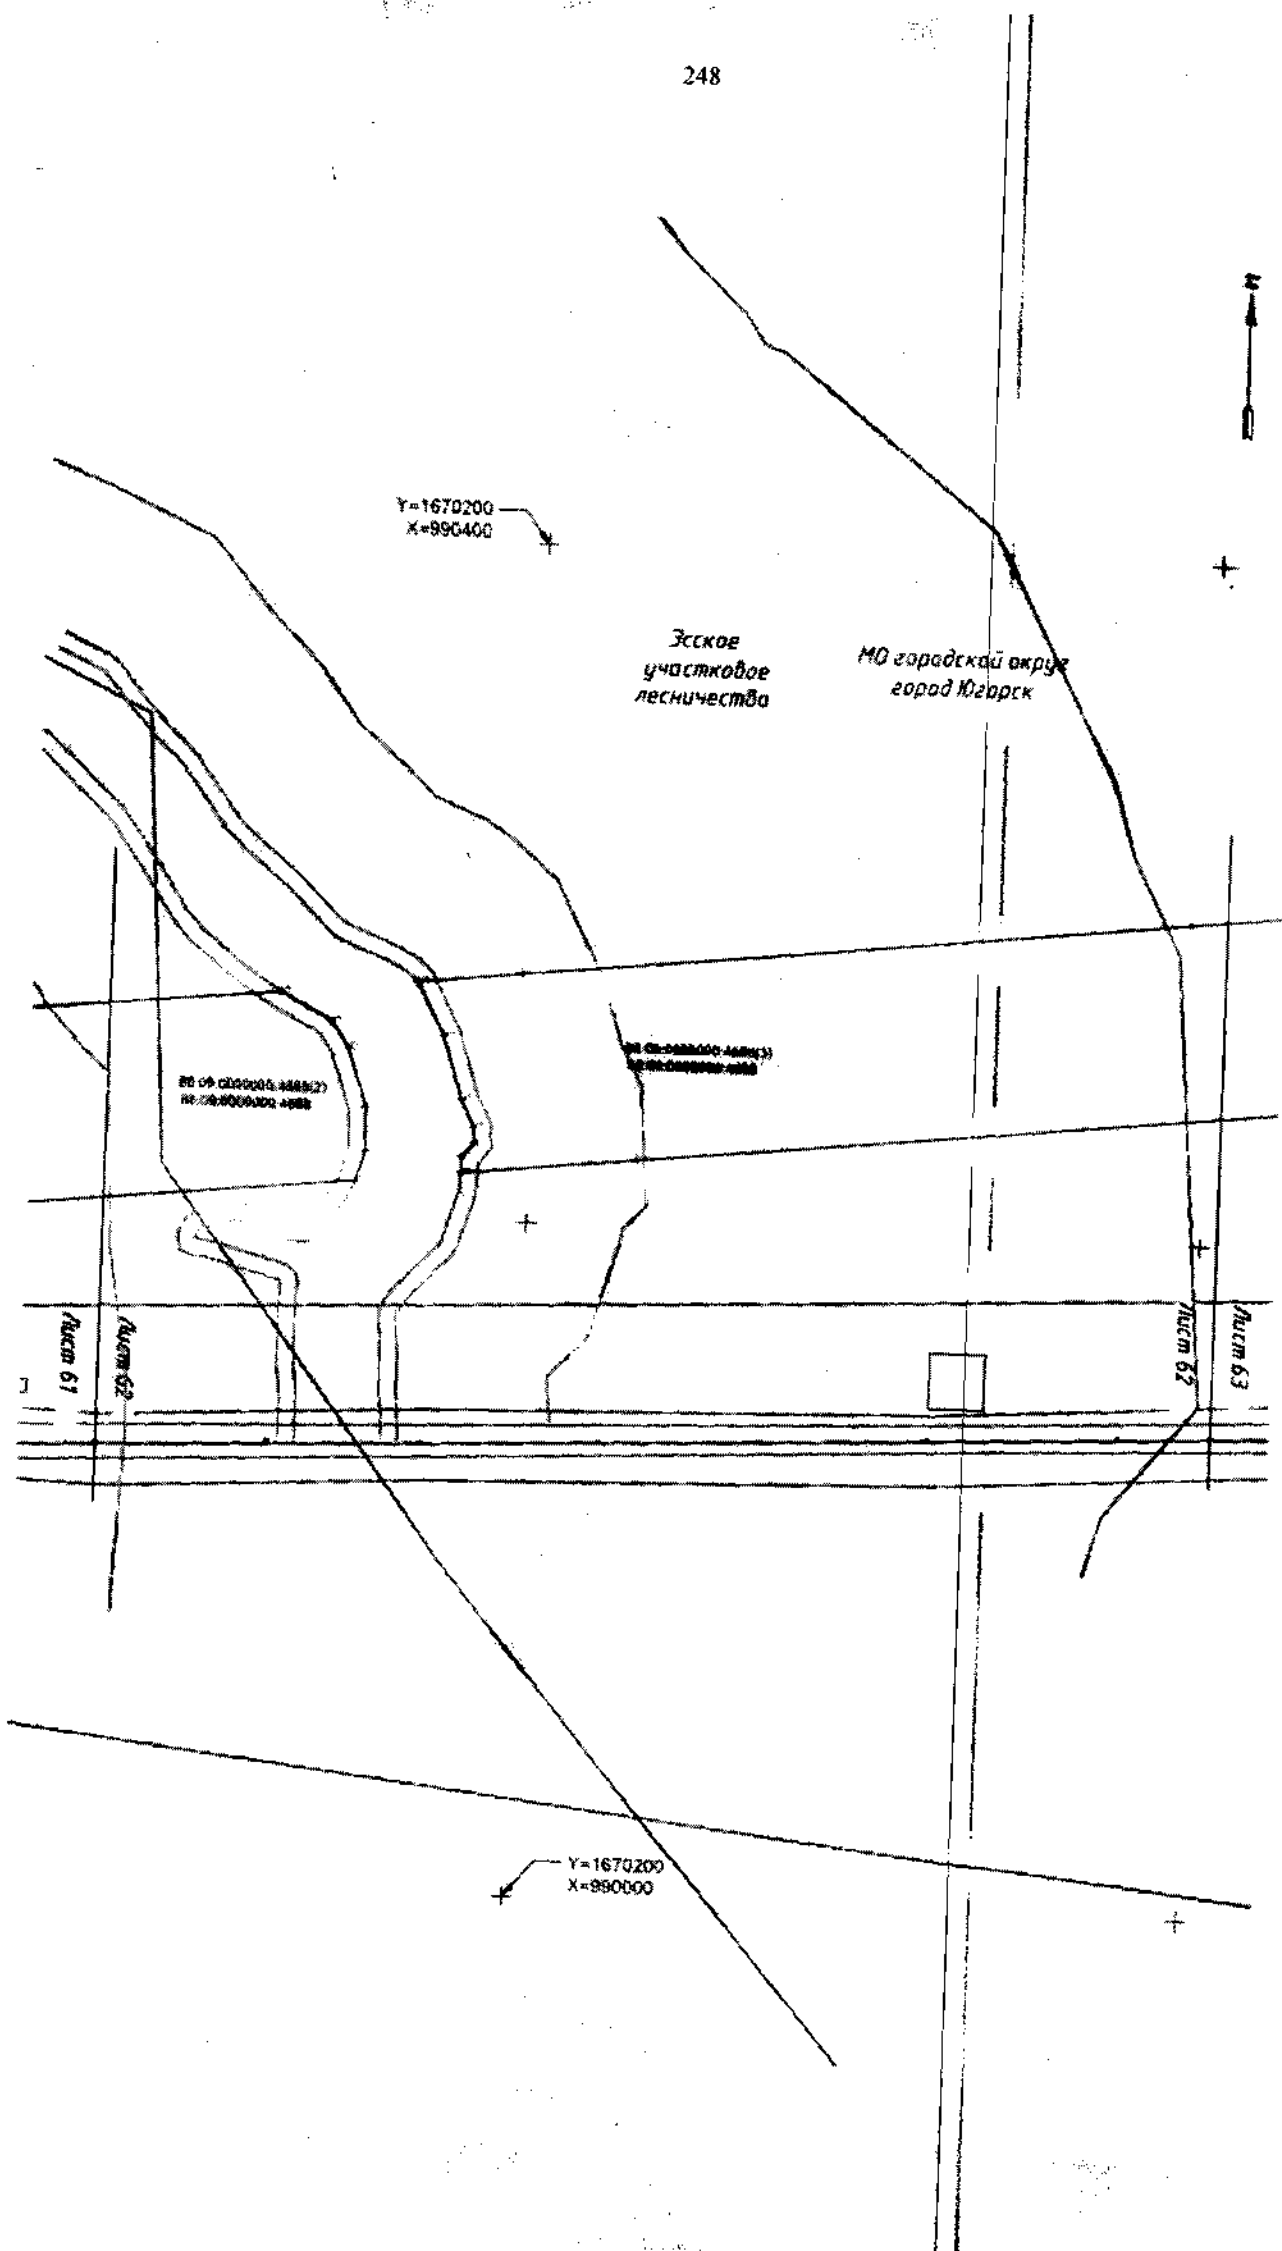 248
Y=1670200
X=990400
Эсское
участковое
лесничества
МО городской округ
город Югорск
Лист 61
Лист 62
Лист 62
Лист 63
Y=1670200
X=990000